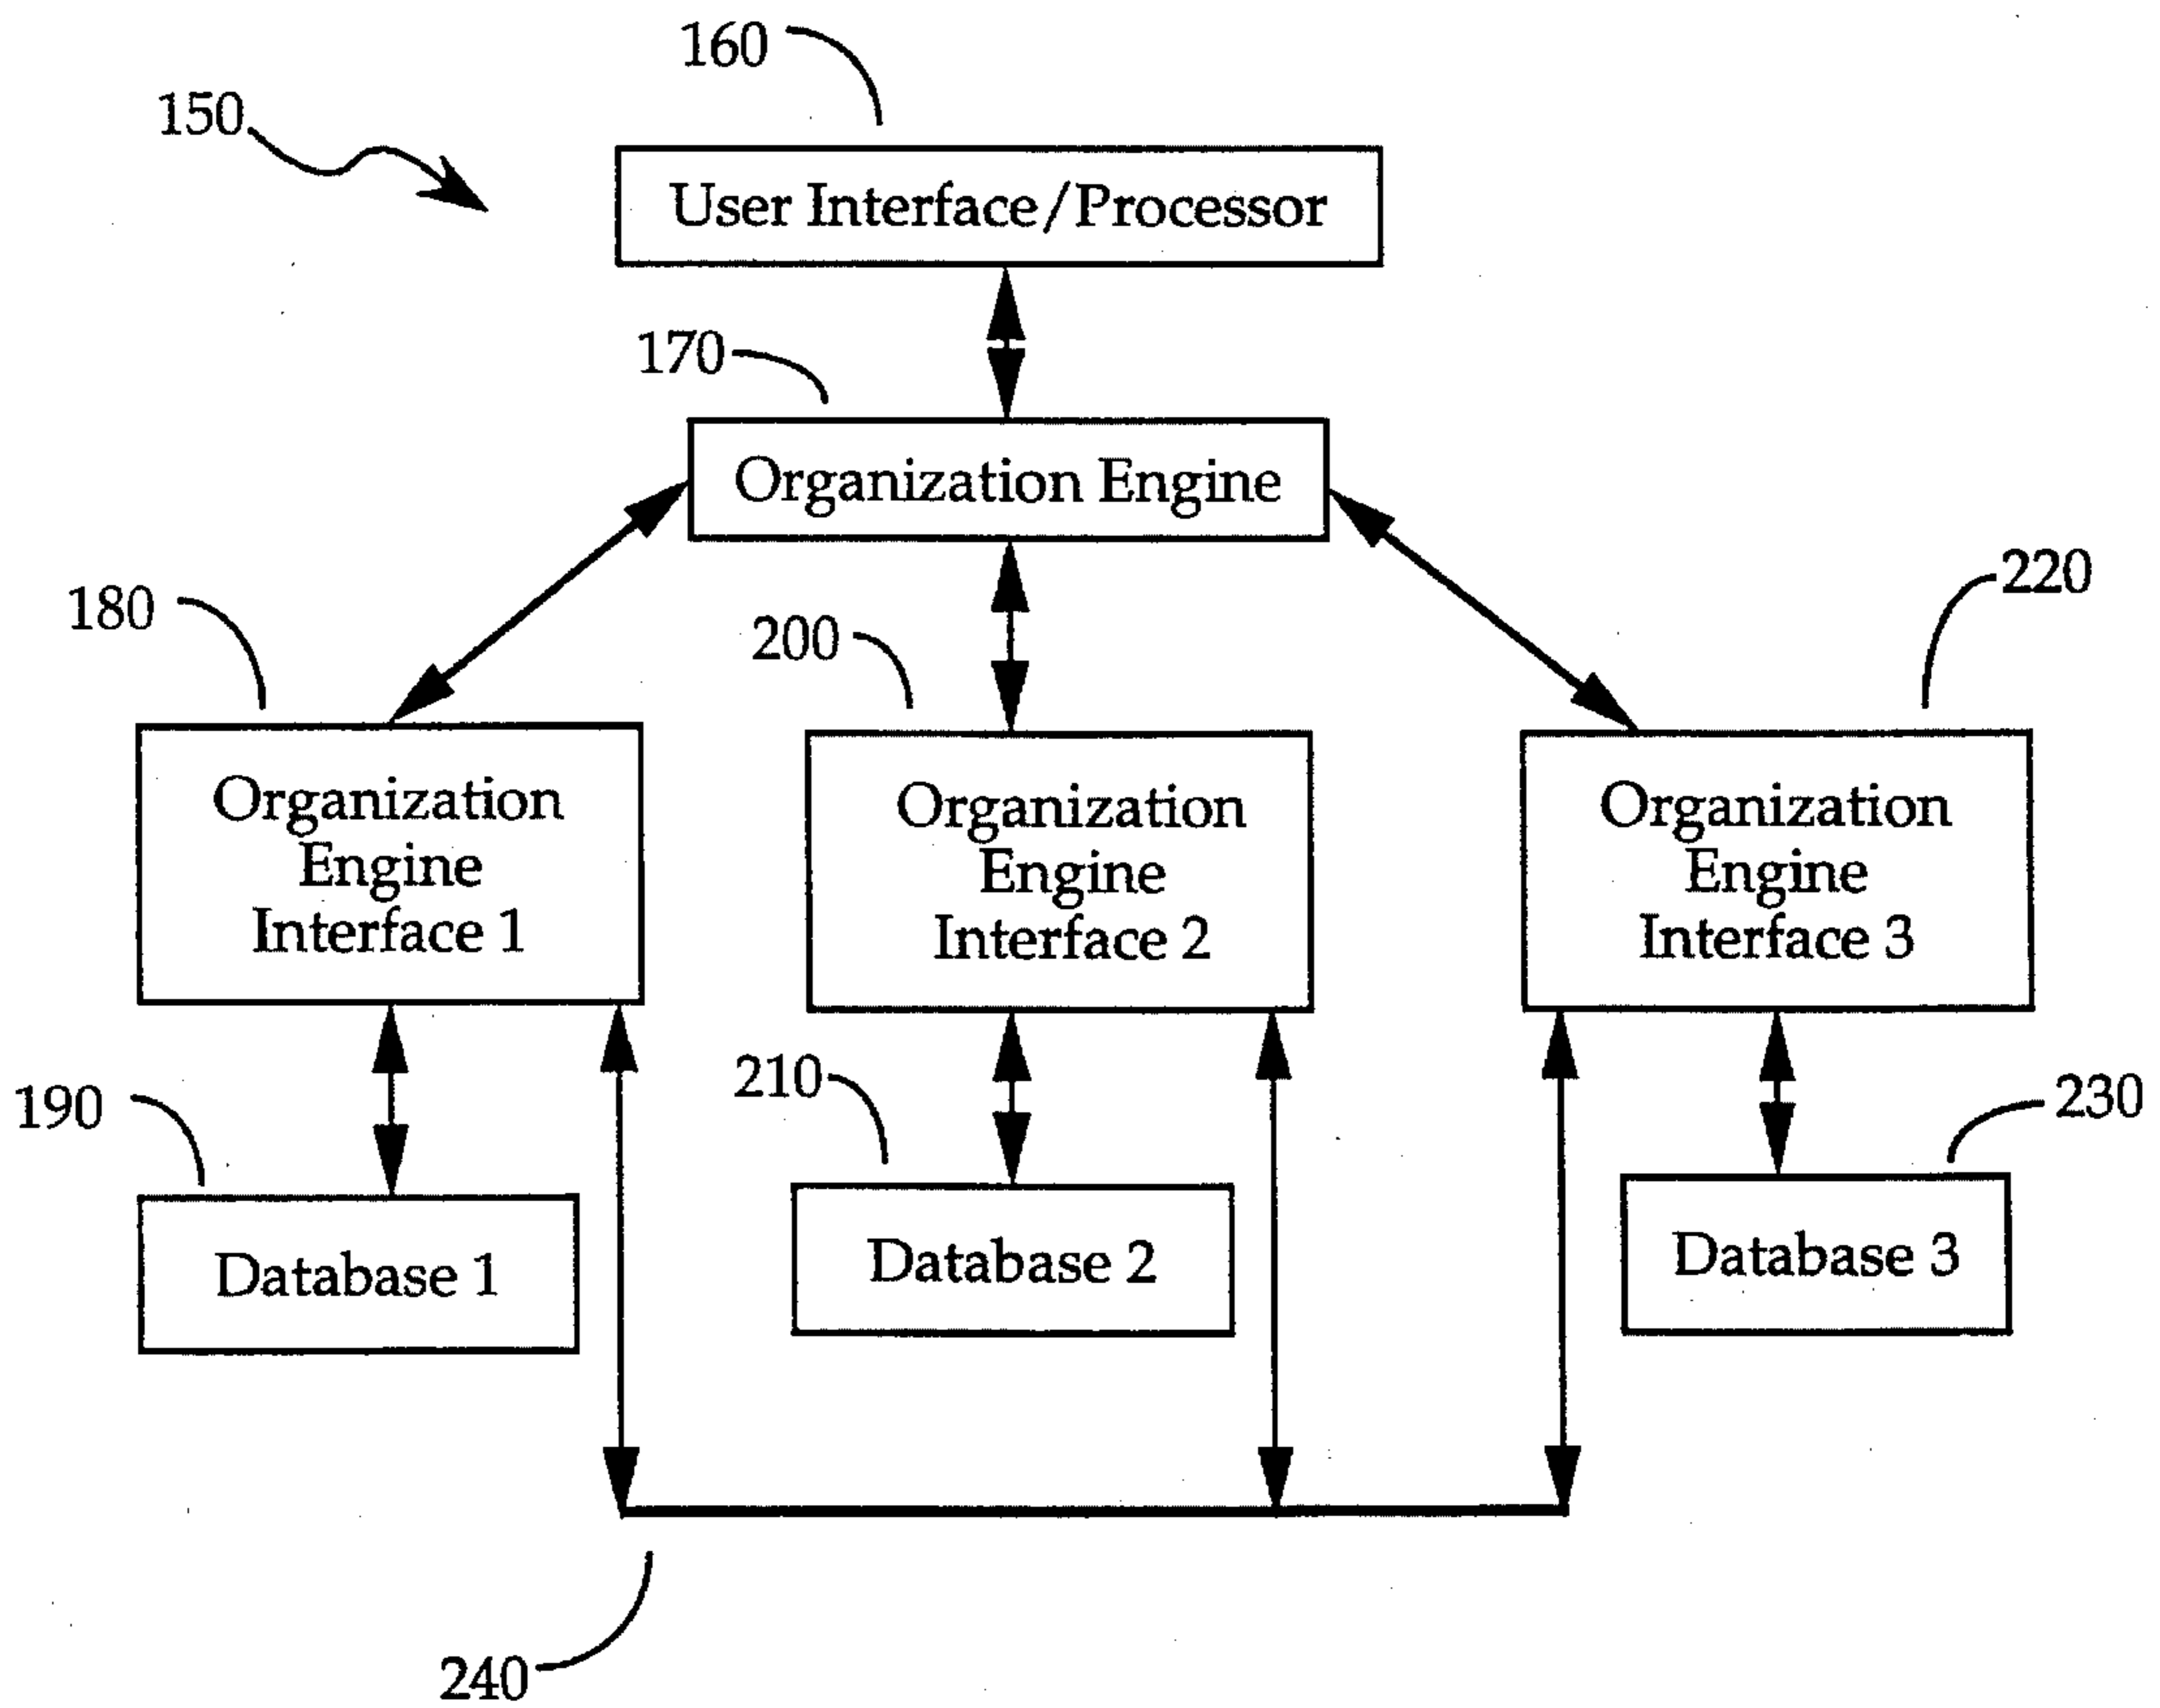 160
150
User Interface/Processor
170
Organization Engine
180
200
220
Organization
Engine
Interface 1
Organization
Engine
Interface 2
Organization
Engine
Interface 3
190
210
230
Database 1
Database 2
Database 3
240